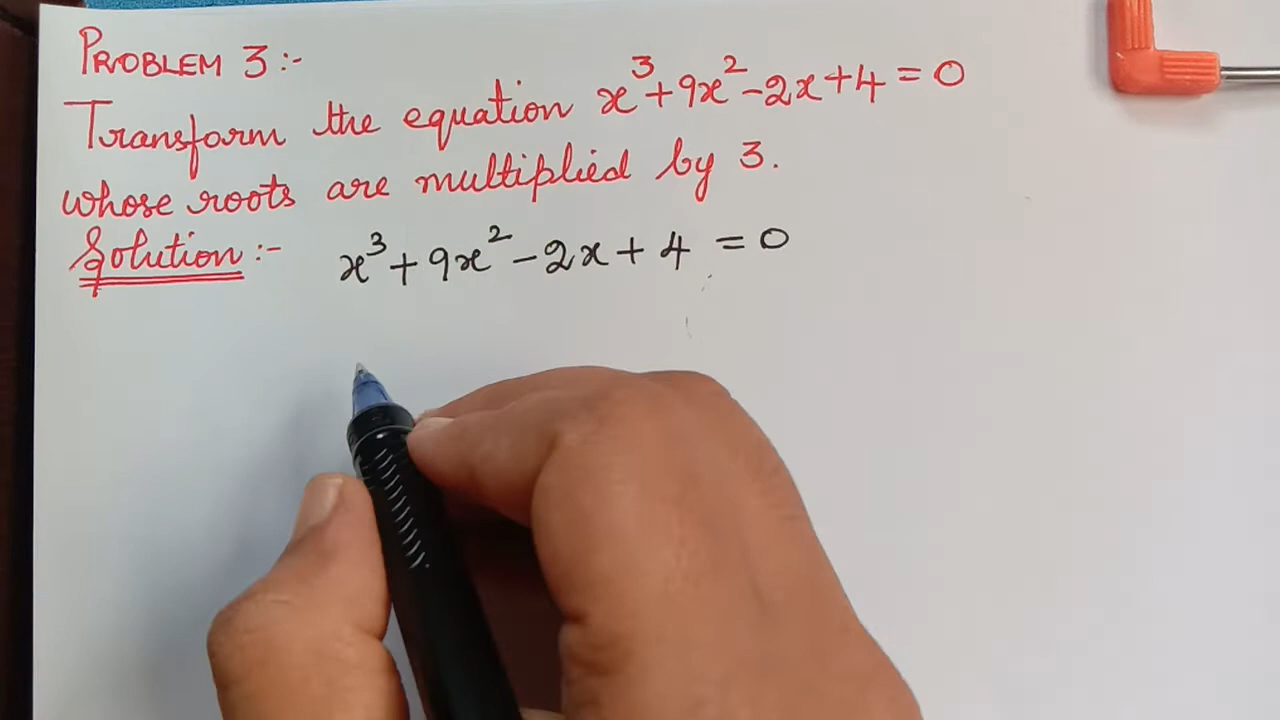 PROBLEM 3:-
Transform the equation x³+9x²-2x+4=0
whose roots are multiplied by 3.
Solution:- x³+9x²-2x+4=0